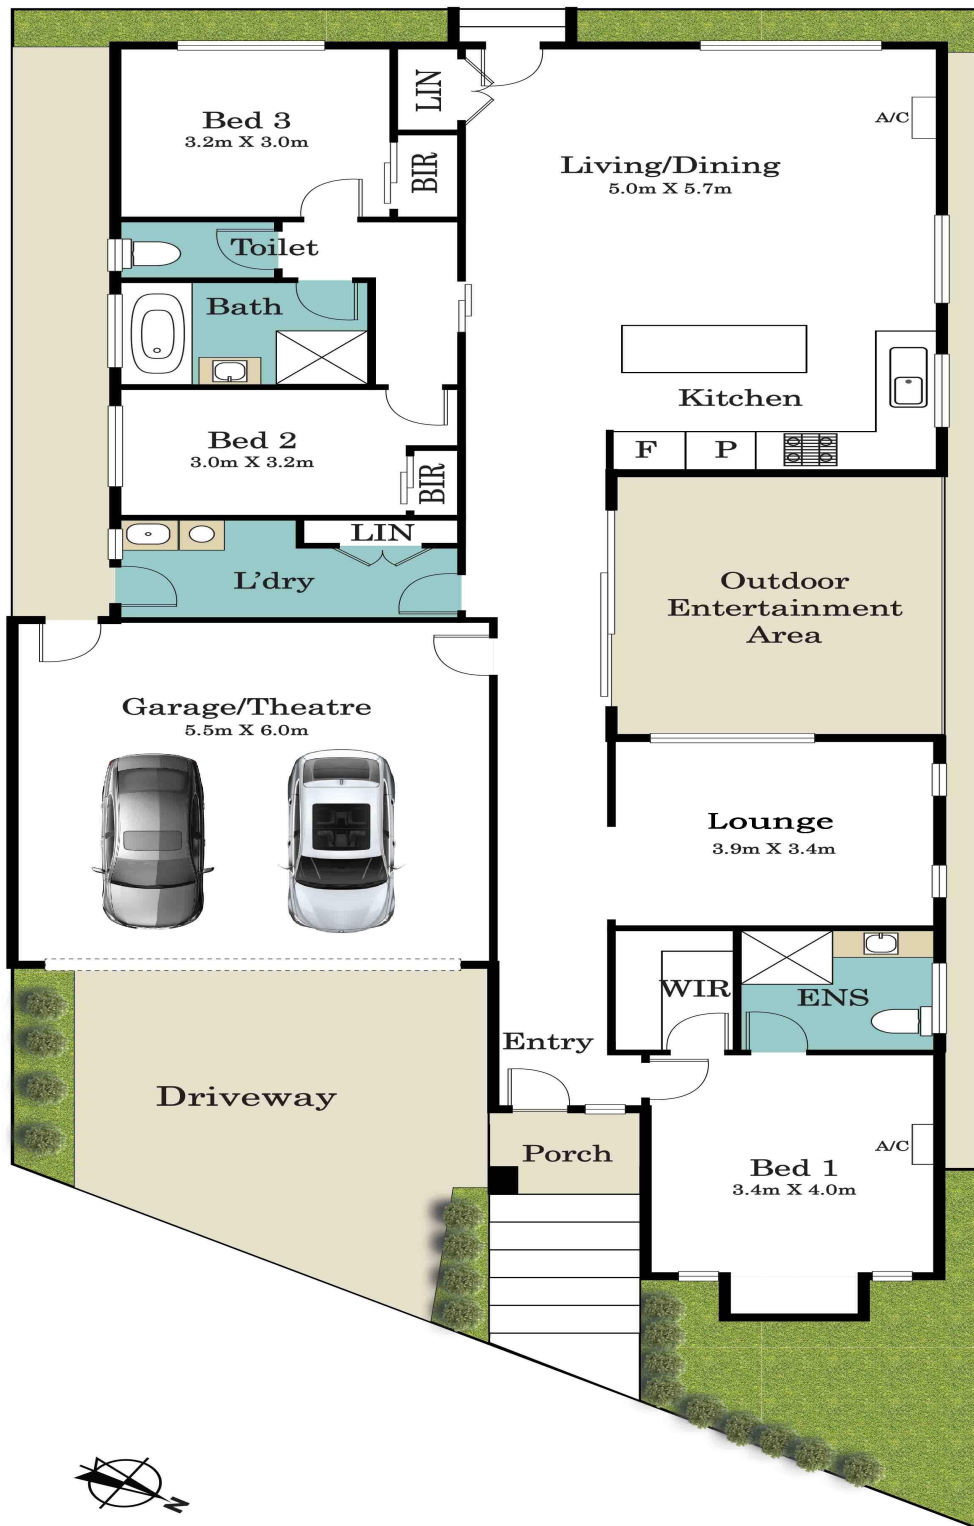 LIN
Bed 3
3.2m X 3.0m
A/C
BIR
Living/Dining
5.0m X 5.7m
Toilet
Bath
Kitchen
Bed 2
3.0m X 3.2m
F
P
BIR
LIN
L'dry
Outdoor
Entertainment
Area
Garage/Theatre
5.5m X 6.0m
Lounge
3.9m X 3.4m
WIR
ENS
Entry
Driveway
Porch
A/C
Bed 1
3.4m X 4.0m
N